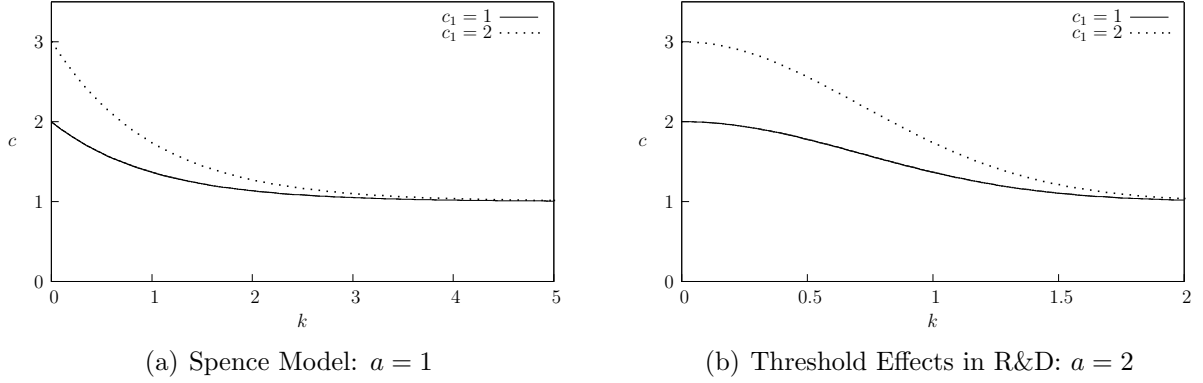 c₁ = 1
c₁ = 2
3
2
c
1
0
0 1 2 3 4 5
k
(a) Spence Model: a = 1
c₁ = 1
c₁ = 2
3
2
c
1
0
0 0.5 1 1.5 2
k
(b) Threshold Effects in R&D: a = 2